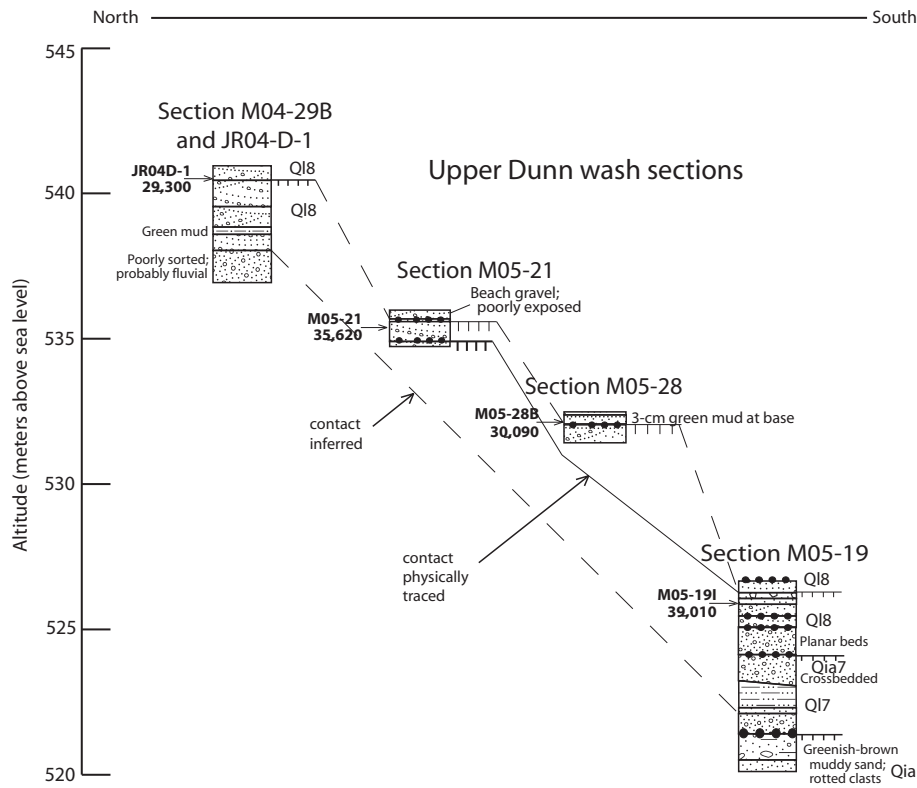 North
South
545
540
535
530
525
520
Altitude (meters above sea level)
Section M04-29B
and JR04-D-1
JR04D-1
29,300
Ql8
Ql8
Green mud
Poorly sorted;
probably fluvial
Upper Dunn wash sections
Section M05-21
Beach gravel;
poorly exposed
M05-21
35,620
Section M05-28
M05-28B
30,090
3-cm green mud at base
contact
inferred
contact
physically
traced
Section M05-19
Ql8
M05-19I
39,010
Ql8
Planar beds
Qia7
Crossbedded
Ql7
Greenish-brown
muddy sand;
rotted clasts
Qia